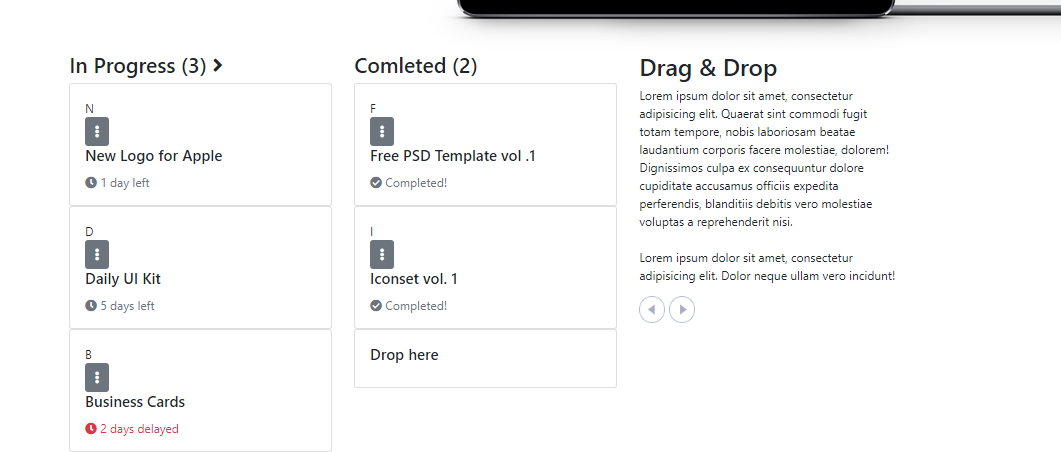 In Progress (3)
N
New Logo for Apple
1 day left
D
Daily UI Kit
5 days left
B
Business Cards
2 days delayed
Comleted (2)
F
Free PSD Template vol .1
Completed!
I
Iconset vol. 1
Completed!
Drop here
Drag & Drop
Lorem ipsum dolor sit amet, consectetur
adipisicing elit. Quaerat sint commodi fugit
totam tempore, nobis laboriosam beatae
laudantium corporis facere molestiae, dolorem!
Dignissimos culpa ex consequuntur dolore
cupiditate accusamus officiis expedita
perferendis, blanditiis debitis vero molestiae
voluptas a reprehenderit nisi.
Lorem ipsum dolor sit amet, consectetur
adipisicing elit. Dolor neque ullam vero incidunt!